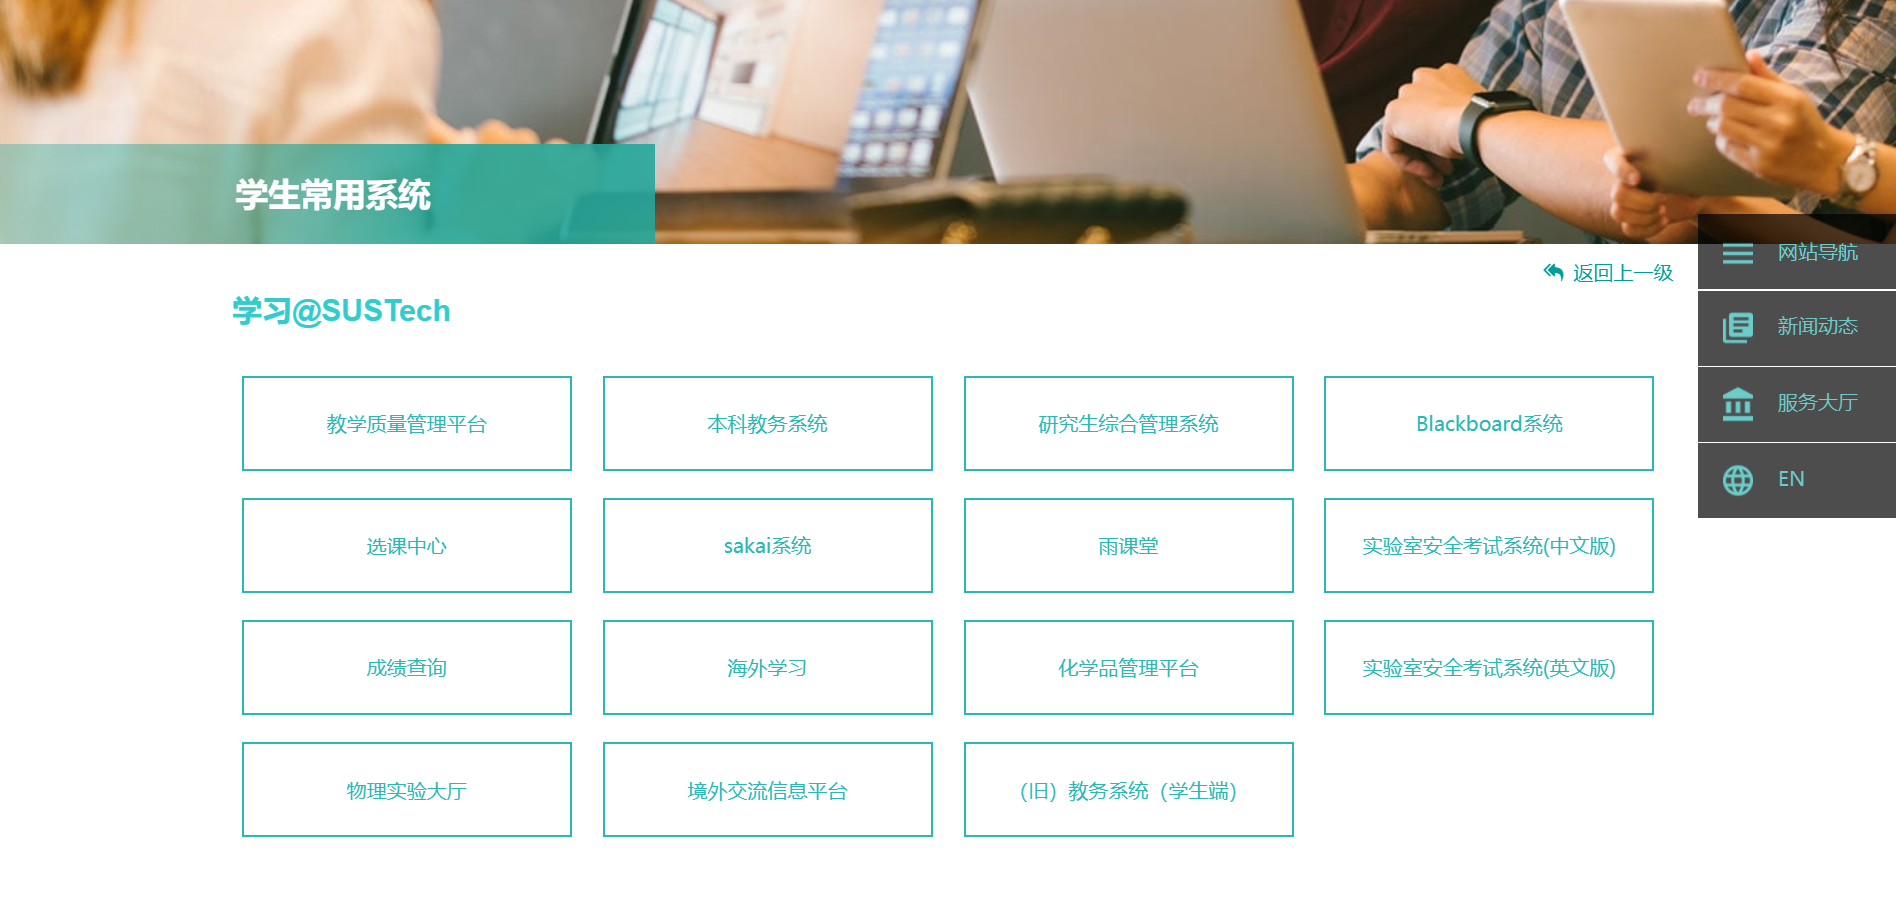 学生常用系统
返回上一级
网站导航
新闻动态
服务大厅
EN
学习@SUSTech
教学质量管理平台
本科教务系统
研究生综合管理系统
Blackboard系统
选课中心
sakai系统
雨课堂
实验室安全考试系统(中文版)
成绩查询
海外学习
化学品管理平台
实验室安全考试系统(英文版)
物理实验大厅
境外交流信息平台
（旧）教务系统（学生端）